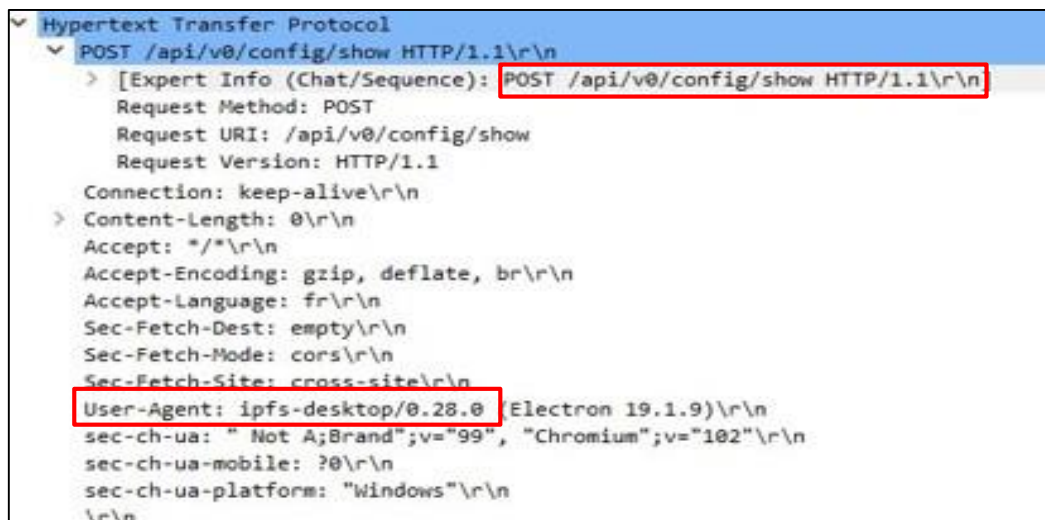 Hypertext Transfer Protocol
POST /api/v0/config/show HTTP/1.1\r\n
[Expert Info (Chat/Sequence): POST /api/v0/config/show HTTP/1.1\r\n]
Request Method: POST
Request URI: /api/v0/config/show
Request Version: HTTP/1.1
Connection: keep-alive\r\n
Content-Length: 0\r\n
Accept: */*\r\n
Accept-Encoding: gzip, deflate, br\r\n
Accept-Language: fr\r\n
Sec-Fetch-Dest: empty\r\n
Sec-Fetch-Mode: cors\r\n
Sec-Fetch-Site: cross-site\r\n
User-Agent: ipfs-desktop/0.28.0 (Electron 19.1.9)\r\n
sec-ch-ua: " Not A;Brand";v="99", "Chromium";v="102"\r\n
sec-ch-ua-mobile: ?0\r\n
sec-ch-ua-platform: "Windows"\r\n
\r\n